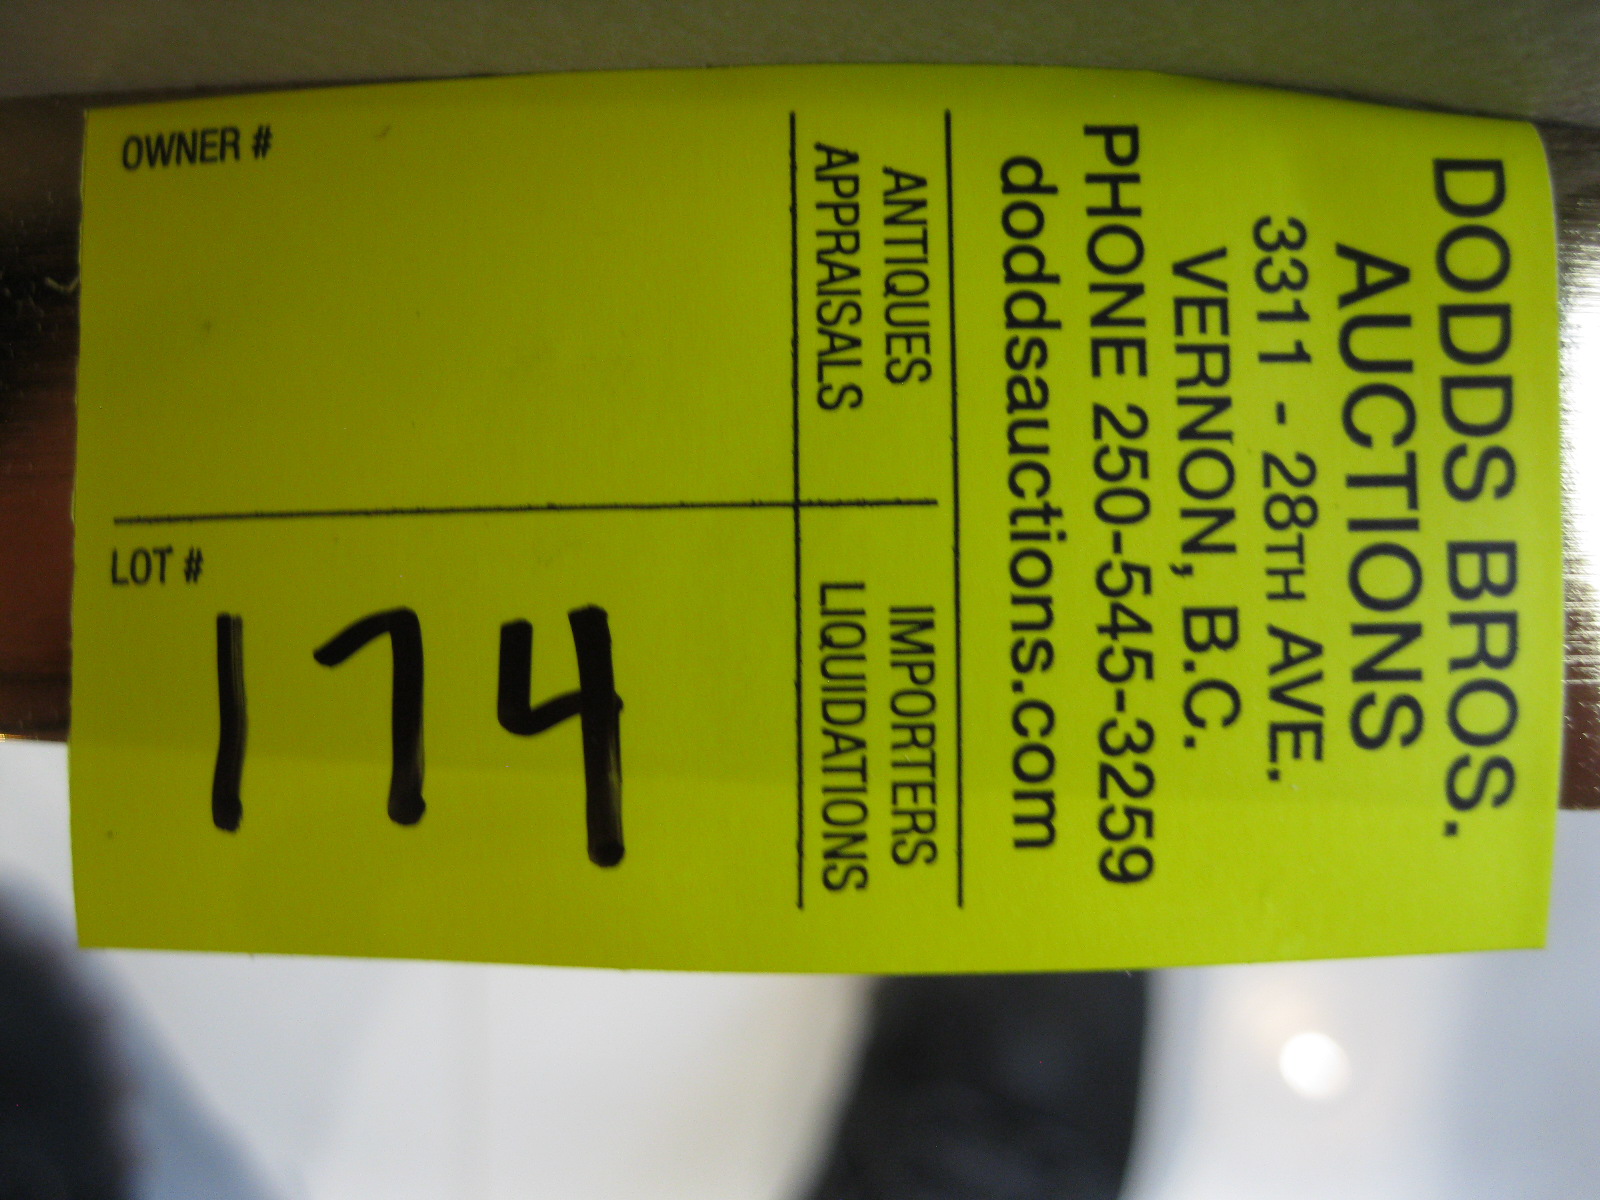 DODDS BROS.
AUCTIONS
3311 - 28TH AVE.
VERNON, B.C.
PHONE 250-545-3259
doddsauctions.com
ANTIQUES
APPRAISALS
IMPORTERS
LIQUIDATIONS
OWNER #
LOT #
174